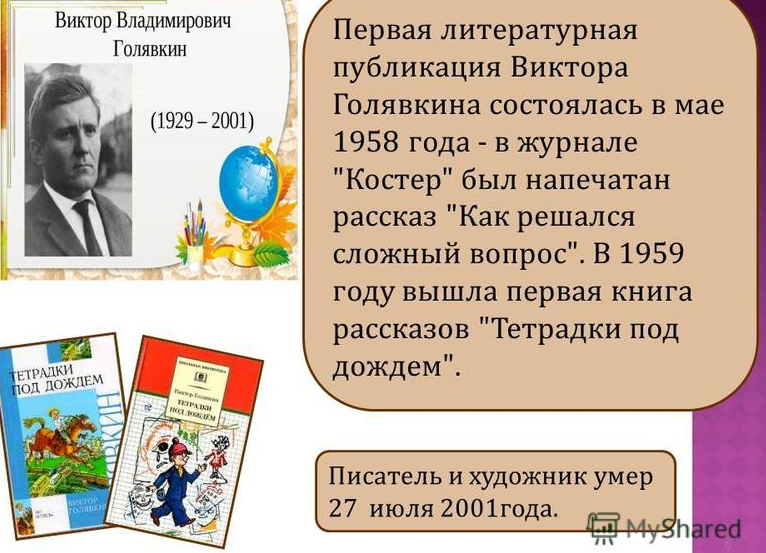 Виктор Владимирович
Голявкин
(1929 – 2001)
Первая литературная
публикация Виктора
Голявкина состоялась в мае
1958 года - в журнале
"Костер" был напечатан
рассказ "Как решался
сложный вопрос". В 1959
году вышла первая книга
рассказов "Тетрадки под
дождем".
ТЕТРАДКИ
ПОД ДОЖДЕМ
ВИКТОР
ГОЛЯВКИН
Виктор Голявкин
ТЕТРАДКИ
ПОД ДОЖДЁМ
Писатель и художник умер
27 июля 2001года.
MyShared